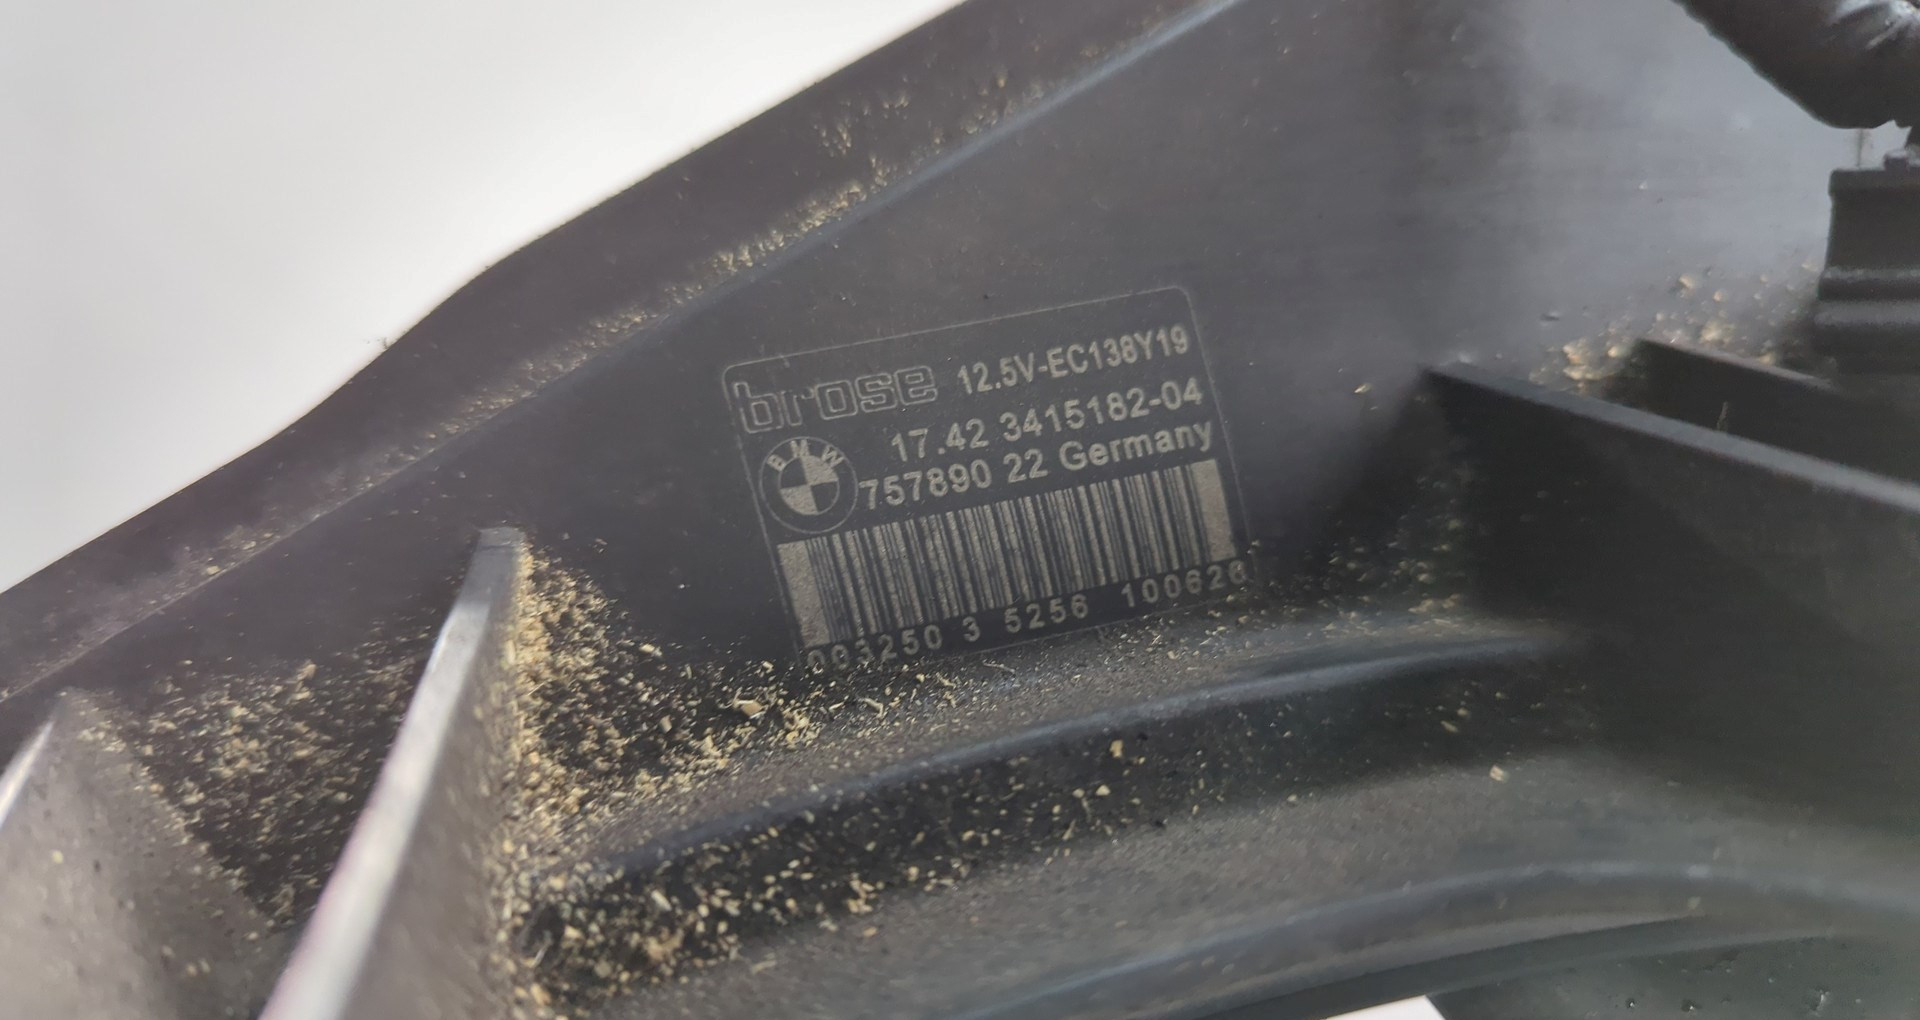 brose 12.5V-EC138Y19
17.42 3415182-04
BMW
757890 22 Germany
003250 3 5256 100626